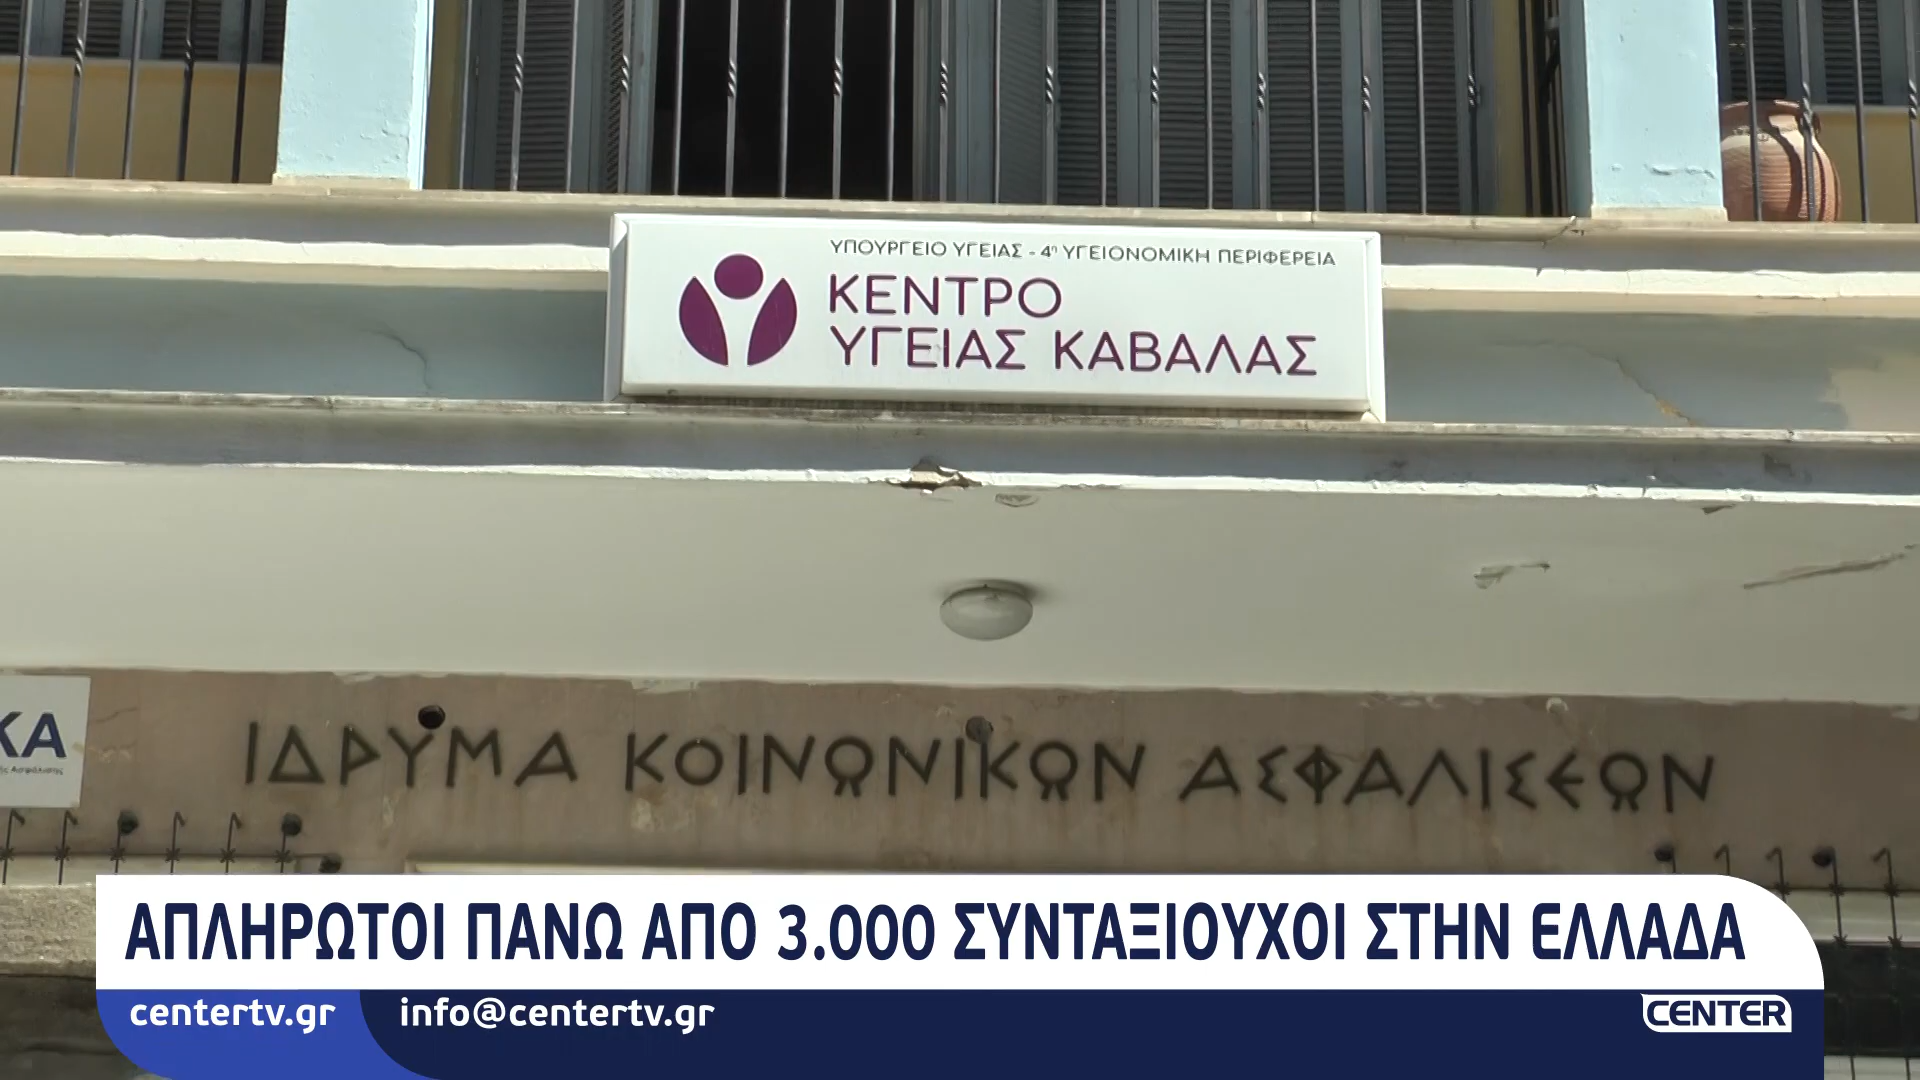 ΥΠΟΥΡΓΕΙΟ ΥΓΕΙΑΣ - 4η ΥΓΕΙΟΝΟΜΙΚΗ ΠΕΡΙΦΕΡΕΙΑ
ΚΕΝΤΡΟ
ΥΓΕΙΑΣ ΚΑΒΑΛΑΣ
ΚΑ
ΙΔΡΥΜΑ ΚΟΙΝΩΝΙΚΩΝ ΑΣΦΑΛΙΣΕΩΝ
ΑΠΛΗΡΩΤΟΙ ΠΑΝΩ ΑΠΟ 3.000 ΣΥΝΤΑΞΙΟΥΧΟΙ ΣΤΗΝ ΕΛΛΑΔΑ
centertv.gr
info@centertv.gr
CENTER